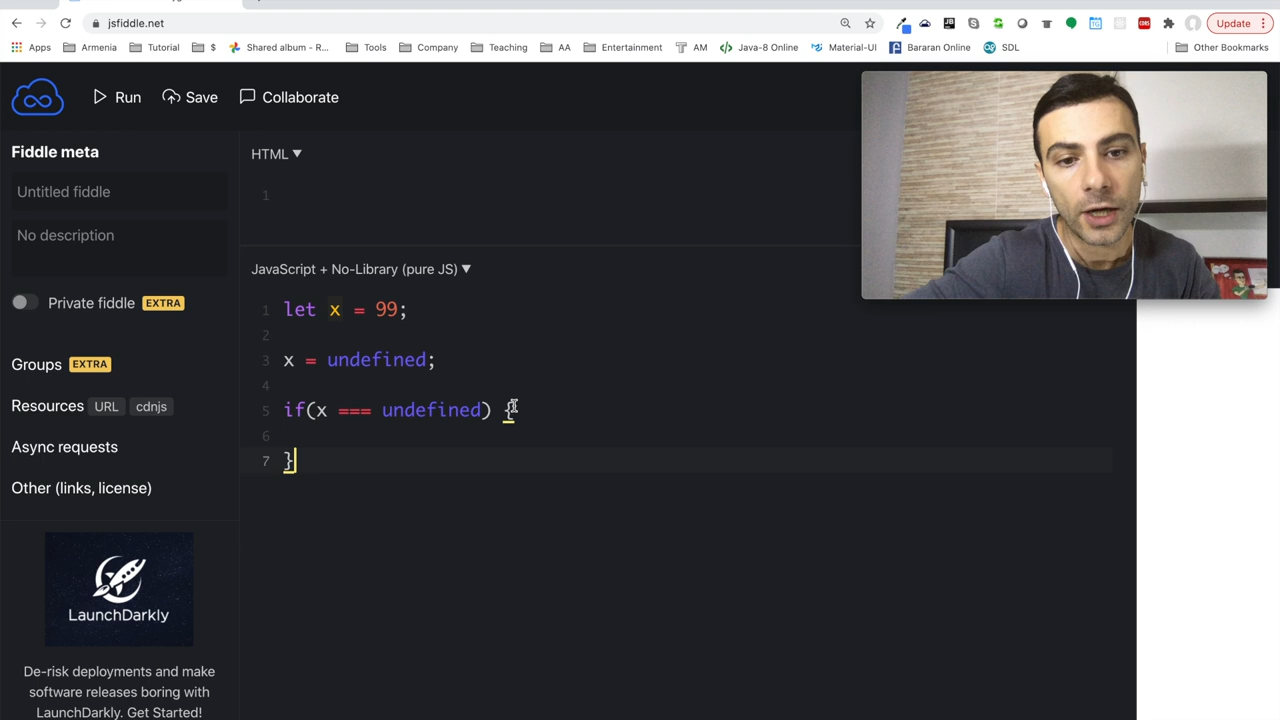 jsfiddle.net
Update
Apps
Armenia
Tutorial
$
Shared album - R...
Tools
Company
Teaching
AA
Entertainment
AM
Java-8 Online
Material-UI
Bararan Online
SDL
Other Bookmarks
Run
Save
Collaborate
Fiddle meta
Untitled fiddle
No description
Private fiddle EXTRA
Groups EXTRA
Resources URL cdnjs
Async requests
Other (links, license)
LaunchDarkly
De-risk deployments and make
software releases boring with
LaunchDarkly. Get Started!
HTML ▼
1
JavaScript + No-Library (pure JS) ▼
1 let x = 99;
2
3 x = undefined;
4
5 if(x === undefined) {
6
7 }